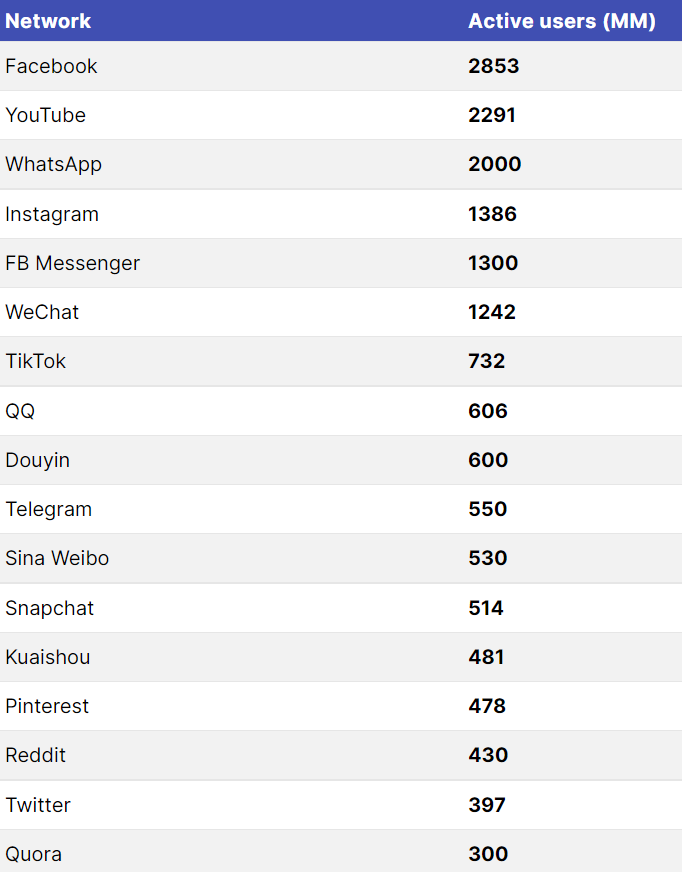 Network Active users (MM)
Facebook 2853
YouTube 2291
WhatsApp 2000
Instagram 1386
FB Messenger 1300
WeChat 1242
TikTok 732
QQ 606
Douyin 600
Telegram 550
Sina Weibo 530
Snapchat 514
Kuaishou 481
Pinterest 478
Reddit 430
Twitter 397
Quora 300